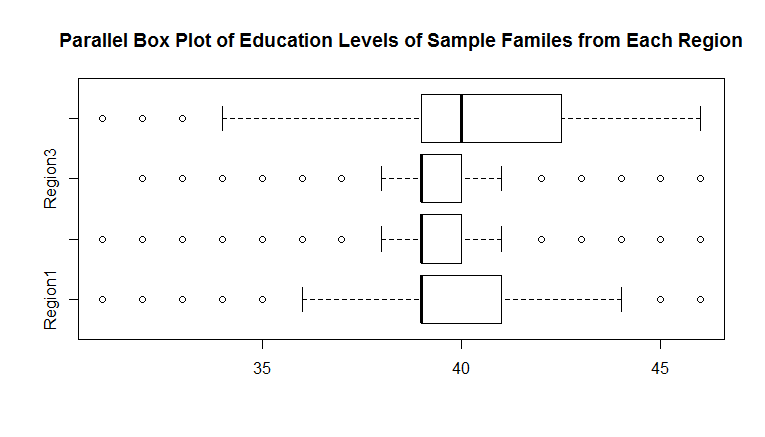 Parallel Box Plot of Education Levels of Sample Familes from Each Region
Region3
Region1
35 40 45